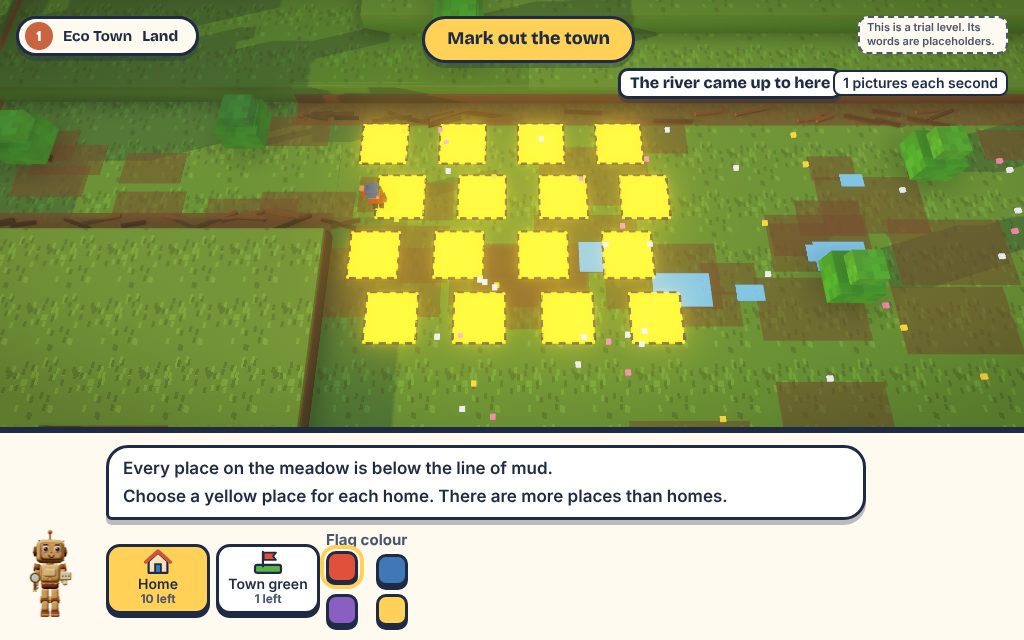 1 Eco Town Land
Mark out the town
This is a trial level. Its
words are placeholders.
The river came up to here
1 pictures each second
Every place on the meadow is below the line of mud.
Choose a yellow place for each home. There are more places than homes.
Flag colour
Home
10 left
Town green
1 left